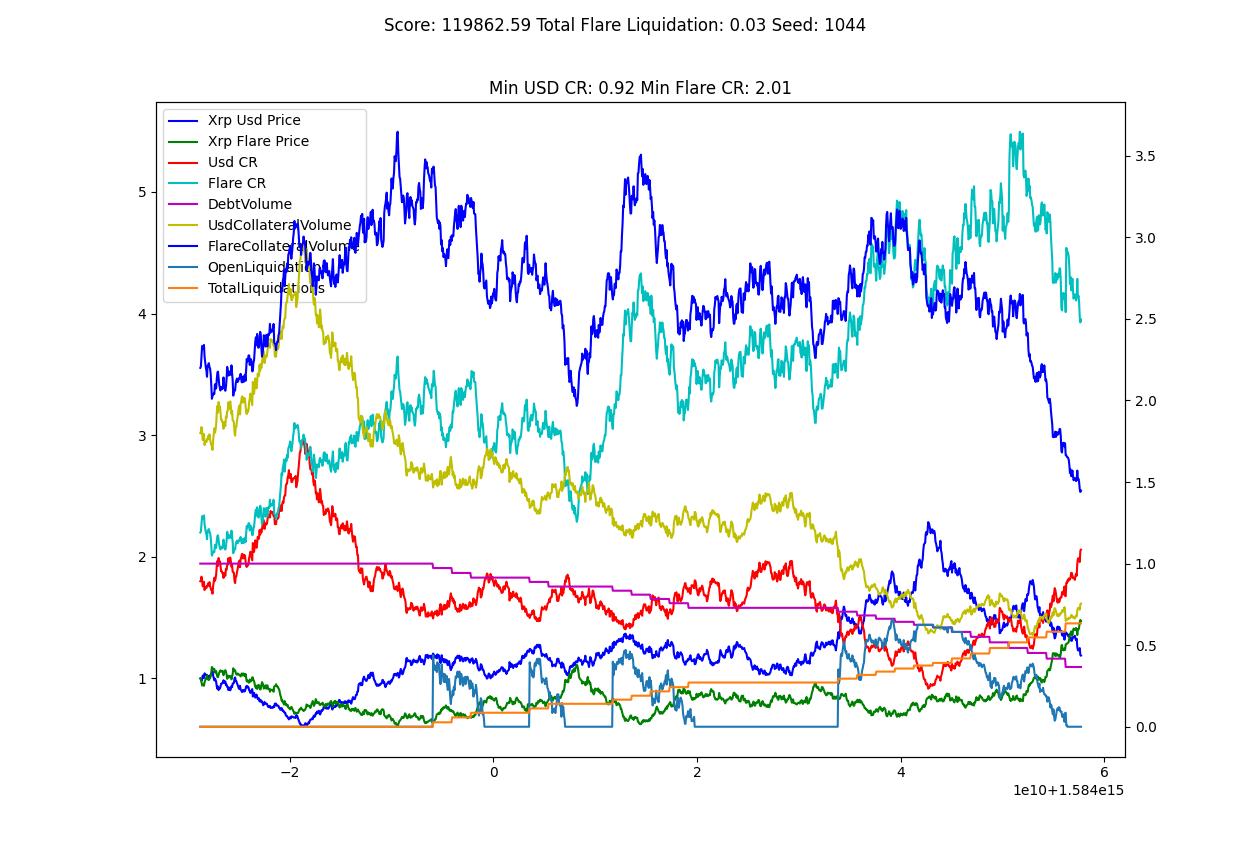 Score: 119862.59 Total Flare Liquidation: 0.03 Seed: 1044
Min USD CR: 0.92 Min Flare CR: 2.01
Xrp Usd Price
Xrp Flare Price
Usd CR
Flare CR
DebtVolume
UsdCollateralVolume
FlareCollateralVolume
OpenLiquidations
TotalLiquidations
5
4
3
2
1
3.5
3.0
2.5
2.0
1.5
1.0
0.5
0.0
−2
0
2
4
6
1e10+1.584e15